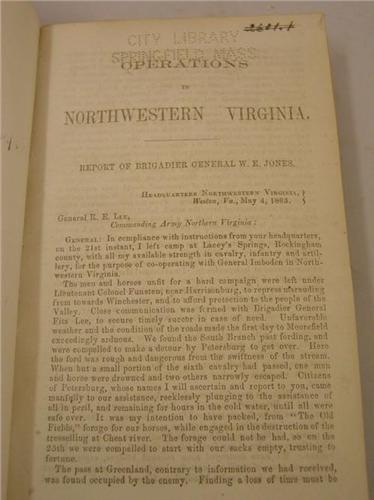 CITY LIBRARY
SPRINGFIELD MASS.
OPERATIONS
IN
NORTHWESTERN VIRGINIA.
REPORT OF BRIGADIER GENERAL W. E. JONES.
HEADQUARTERS NORTHWESTERN VIRGINIA,
Weston, Va., May 4, 1863.
General R. E. LEE,
Commanding Army Northern Virginia:
GENERAL: In compliance with instructions from your headquarters,
on the 21st instant, I left camp at Lacey's Springs, Rockingham
county, with all my available strength in cavalry, infantry and artil-
lery, for the purpose of co-operating with General Imboden in North-
western Virginia.
The men and horses unfit for a hard campaign were left under
Lieutenant Colonel Funsten, near Harrisonburg, to repress marauding
from towards Winchester, and to afford protection to the people of the
Valley. Close communication was formed with Brigadier General
Fits Lee, to secure timely succor in case of need. Unfavorable
weather and the condition of the roads made the first day to Moorefield
exceedingly arduous. We found the South Branch past fording, and
were compelled to make a detour by Petersburg to get over. Here
the ford was rough and dangerous from the swiftness of the stream.
When but a small portion of the sixth cavalry had passed, one man
and horse were drowned and two others narrowly escaped. Citizens
of Petersburg, whose names I will ascertain and report to you, came
manfully to our assistance, recklessly plunging to the assistance of
all in peril, and remaining for hours in the cold water, until all were
safe over. It was my intention to have packed, from "The Old
Fields," forage for our horses, while engaged in the destruction of the
tresseling at Cheat river. The forage could not be had, so on the
25th we were compelled to start with our sacks empty, trusting to
fortune.
The pass at Greenland, contrary to information we had received,
was found occupied by the enemy. Finding a loss of time must be